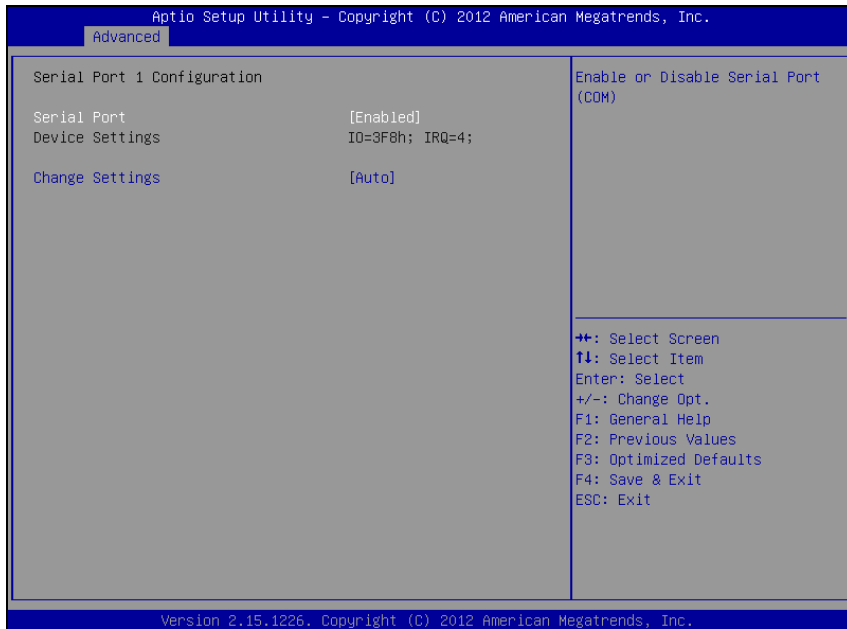 Aptio Setup Utility – Copyright (C) 2012 American Megatrends, Inc.
Advanced
Serial Port 1 Configuration
Serial Port [Enabled]
Device Settings IO=3F8h; IRQ=4;
Change Settings [Auto]
Enable or Disable Serial Port
(COM)
→←: Select Screen
↑↓: Select Item
Enter: Select
+/-: Change Opt.
F1: General Help
F2: Previous Values
F3: Optimized Defaults
F4: Save & Exit
ESC: Exit
Version 2.15.1226. Copyright (C) 2012 American Megatrends, Inc.